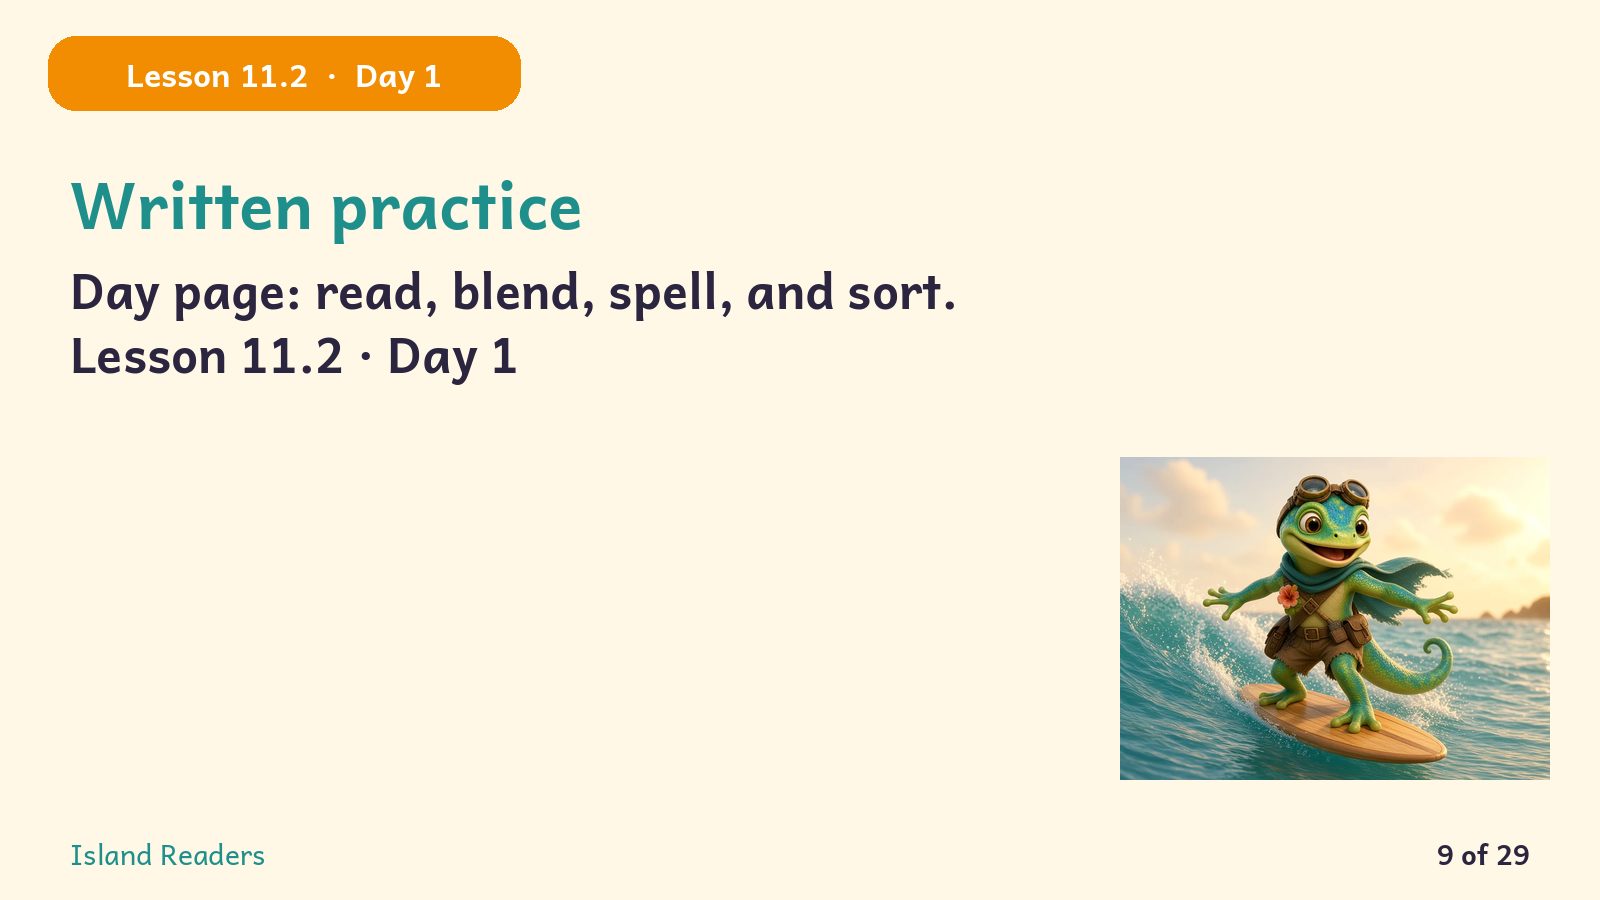 Lesson 11.2 · Day 1
Written practice
Day page: read, blend, spell, and sort.
Lesson 11.2 · Day 1
Island Readers
9 of 29